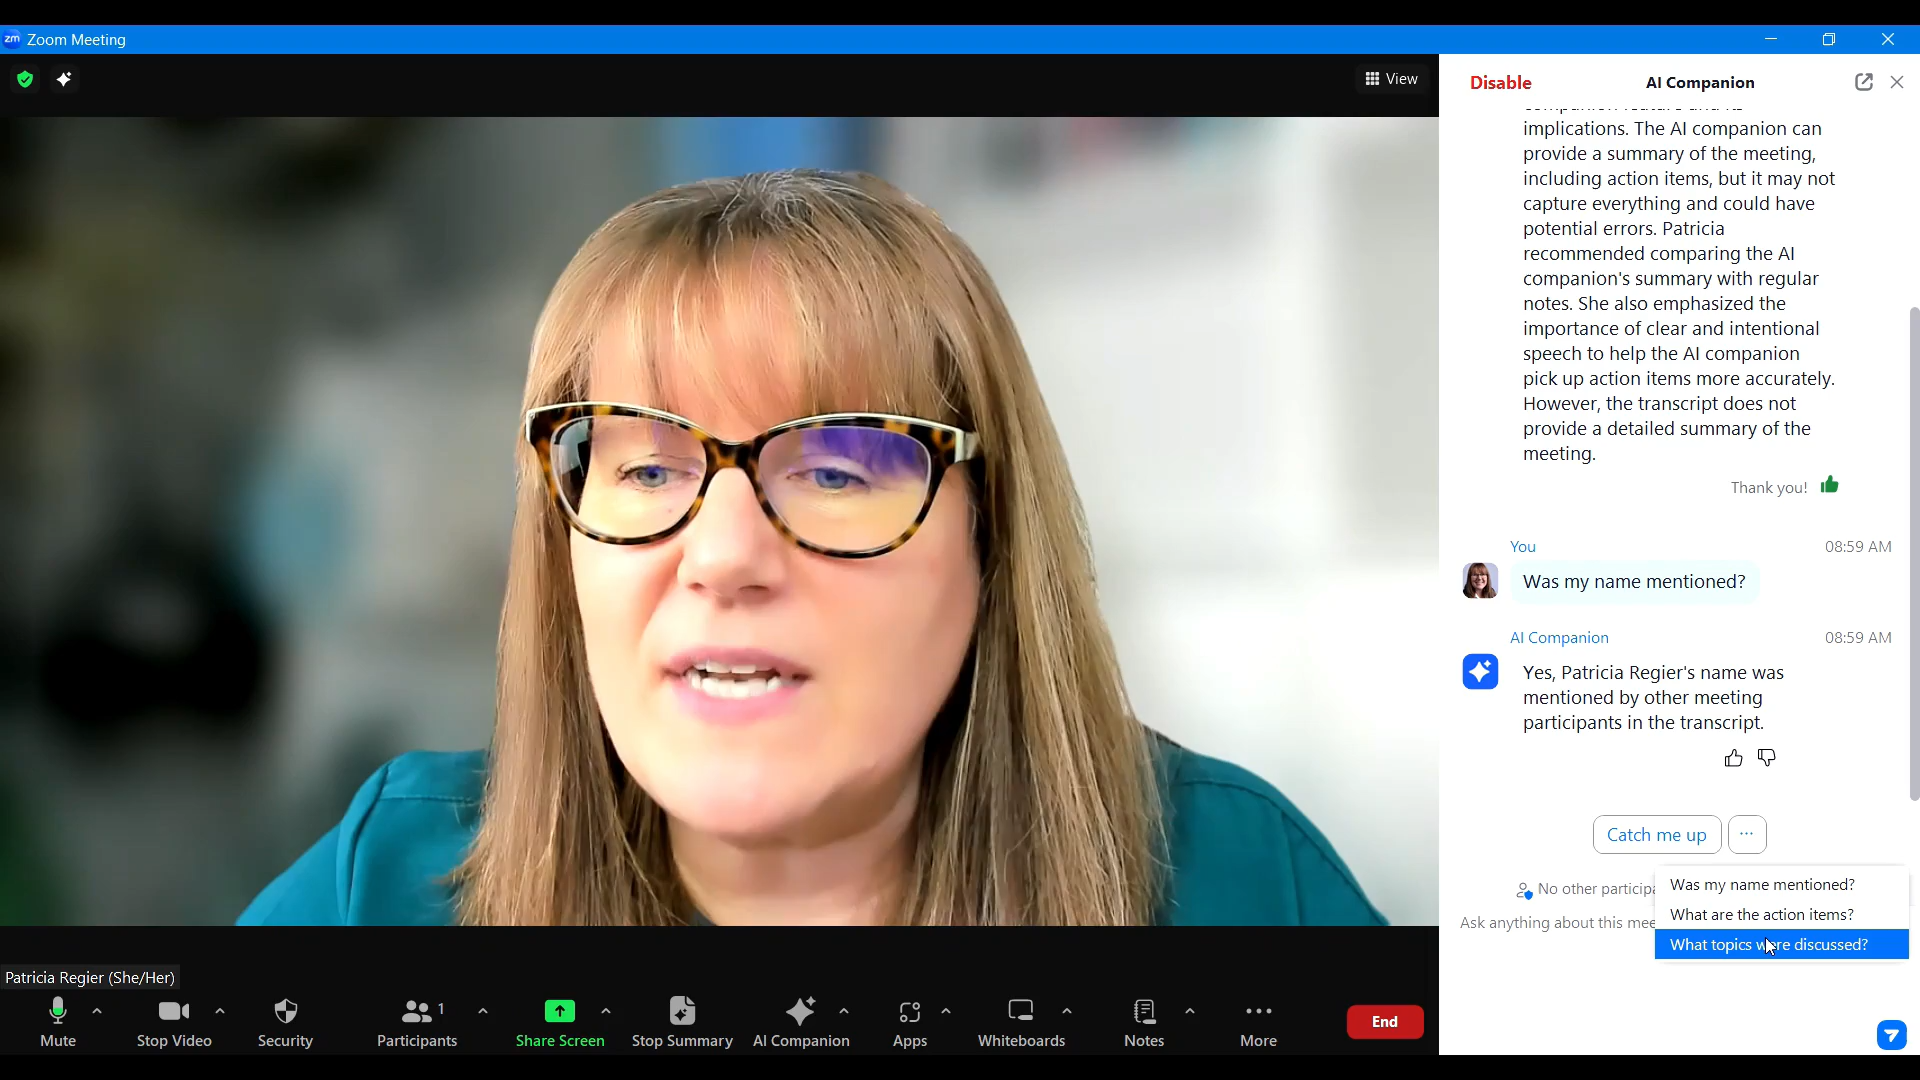 zm Zoom Meeting
View
Disable
AI Companion
implications. The AI companion can
provide a summary of the meeting,
including action items, but it may not
capture everything and could have
potential errors. Patricia
recommended comparing the AI
companion's summary with regular
notes. She also emphasized the
importance of clear and intentional
speech to help the AI companion
pick up action items more accurately.
However, the transcript does not
provide a detailed summary of the
meeting.
Thank you!
You 08:59 AM
Was my name mentioned?
AI Companion 08:59 AM
Yes, Patricia Regier's name was
mentioned by other meeting
participants in the transcript.
Catch me up ...
No other
Ask anything about this
Was my name mentioned?
What are the action items?
What topics were discussed?
Patricia Regier (She/Her)
1
Mute Stop Video Security Participants Share Screen Stop Summary AI Companion Apps Whiteboards Notes More End